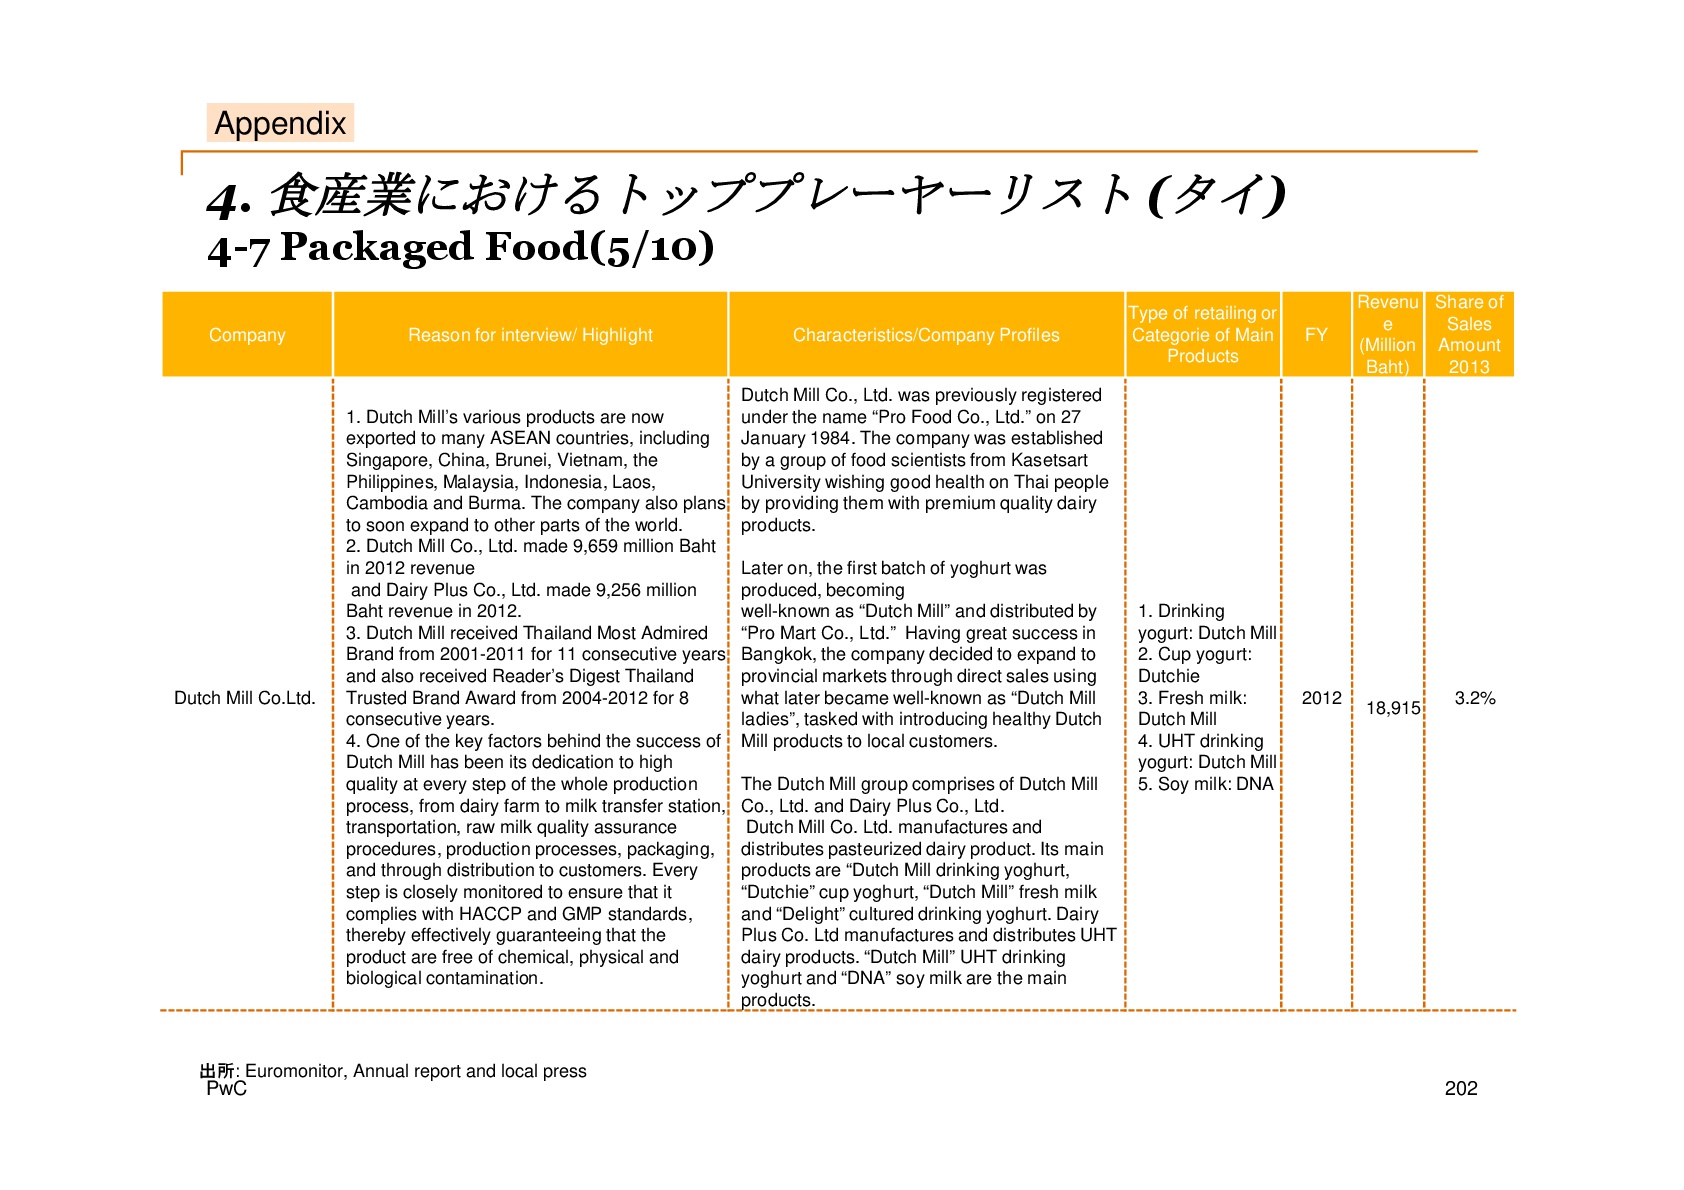 Appendix
4. 食産業におけるトッププレーヤーリスト(タイ)
4-7 Packaged Food(5/10)
Company
Reason for interview/ Highlight
Characteristics/Company Profiles
Type of retailing or
Categorie of Main
Products
FY
Revenu
e
(Million
Baht)
Share of
Sales
Amount
2013
Dutch Mill Co.Ltd.
1. Dutch Mill’s various products are now
exported to many ASEAN countries, including
Singapore, China, Brunei, Vietnam, the
Philippines, Malaysia, Indonesia, Laos,
Cambodia and Burma. The company also plans
to soon expand to other parts of the world.
2. Dutch Mill Co., Ltd. made 9,659 million Baht
in 2012 revenue
and Dairy Plus Co., Ltd. made 9,256 million
Baht revenue in 2012.
3. Dutch Mill received Thailand Most Admired
Brand from 2001-2011 for 11 consecutive years
and also received Reader’s Digest Thailand
Trusted Brand Award from 2004-2012 for 8
consecutive years.
4. One of the key factors behind the success of
Dutch Mill has been its dedication to high
quality at every step of the whole production
process, from dairy farm to milk transfer station,
transportation, raw milk quality assurance
procedures, production processes, packaging,
and through distribution to customers. Every
step is closely monitored to ensure that it
complies with HACCP and GMP standards,
thereby effectively guaranteeing that the
product are free of chemical, physical and
biological contamination.
Dutch Mill Co., Ltd. was previously registered
under the name “Pro Food Co., Ltd.” on 27
January 1984. The company was established
by a group of food scientists from Kasetsart
University wishing good health on Thai people
by providing them with premium quality dairy
products.
Later on, the first batch of yoghurt was
produced, becoming
well-known as “Dutch Mill” and distributed by
“Pro Mart Co., Ltd.” Having great success in
Bangkok, the company decided to expand to
provincial markets through direct sales using
what later became well-known as “Dutch Mill
ladies”, tasked with introducing healthy Dutch
Mill products to local customers.
The Dutch Mill group comprises of Dutch Mill
Co., Ltd. and Dairy Plus Co., Ltd.
Dutch Mill Co. Ltd. manufactures and
distributes pasteurized dairy product. Its main
products are “Dutch Mill drinking yoghurt,
“Dutchie” cup yoghurt, “Dutch Mill” fresh milk
and “Delight” cultured drinking yoghurt. Dairy
Plus Co. Ltd manufactures and distributes UHT
dairy products. “Dutch Mill” UHT drinking
yoghurt and “DNA” soy milk are the main
products.
1. Drinking
yogurt: Dutch Mill
2. Cup yogurt:
Dutchie
3. Fresh milk:
Dutch Mill
4. UHT drinking
yogurt: Dutch Mill
5. Soy milk: DNA
2012
18,915
3.2%
出所: Euromonitor, Annual report and local press
PwC
202